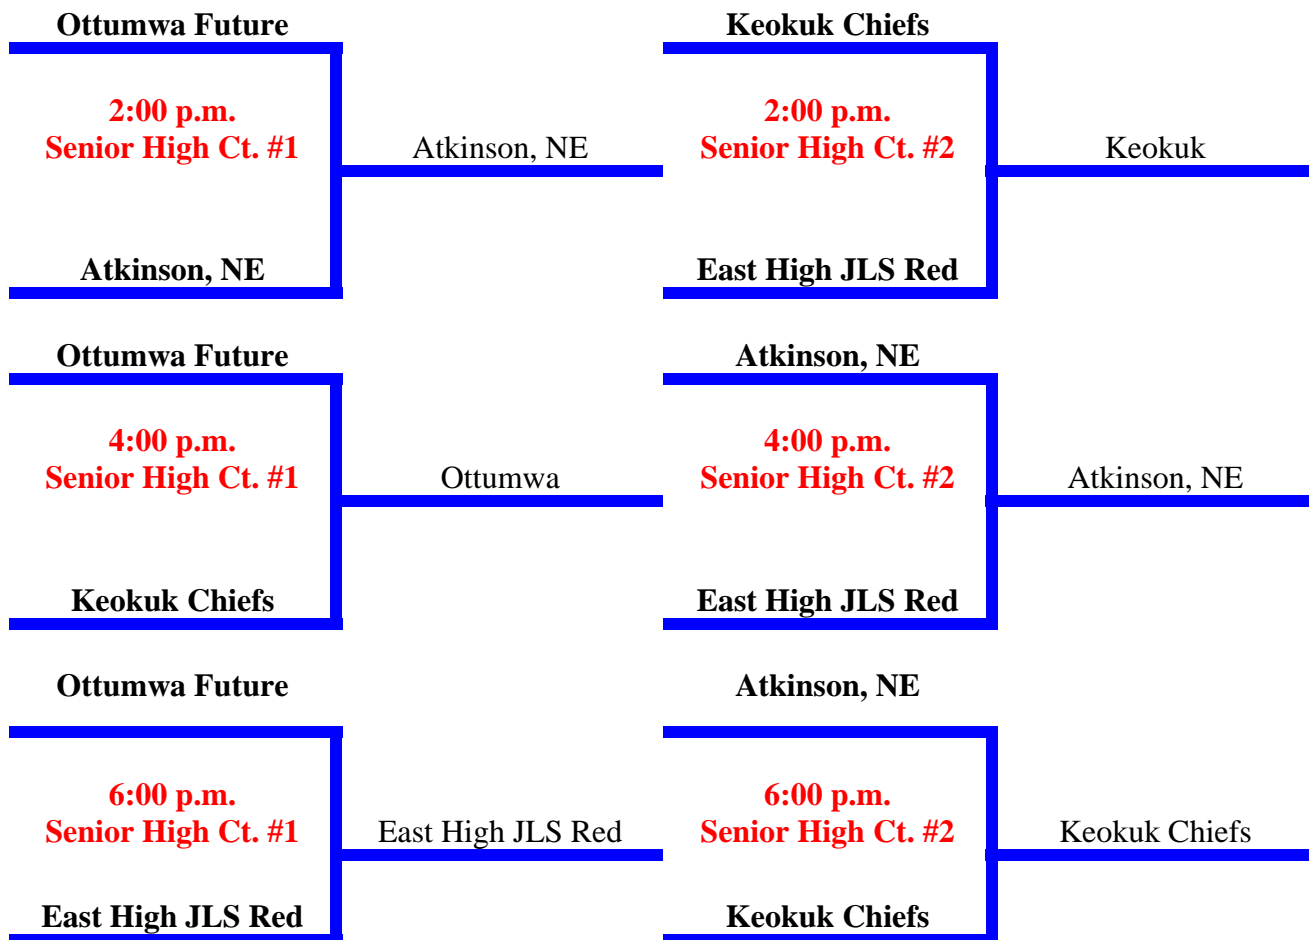 Ottumwa Future
Keokuk Chiefs
2:00 p.m.
Senior High Ct. #1
Atkinson, NE
2:00 p.m.
Senior High Ct. #2
Keokuk
Atkinson, NE
East High JLS Red
Ottumwa Future
Atkinson, NE
4:00 p.m.
Senior High Ct. #1
Ottumwa
4:00 p.m.
Senior High Ct. #2
Atkinson, NE
Keokuk Chiefs
East High JLS Red
Ottumwa Future
Atkinson, NE
6:00 p.m.
Senior High Ct. #1
East High JLS Red
6:00 p.m.
Senior High Ct. #2
Keokuk Chiefs
East High JLS Red
Keokuk Chiefs